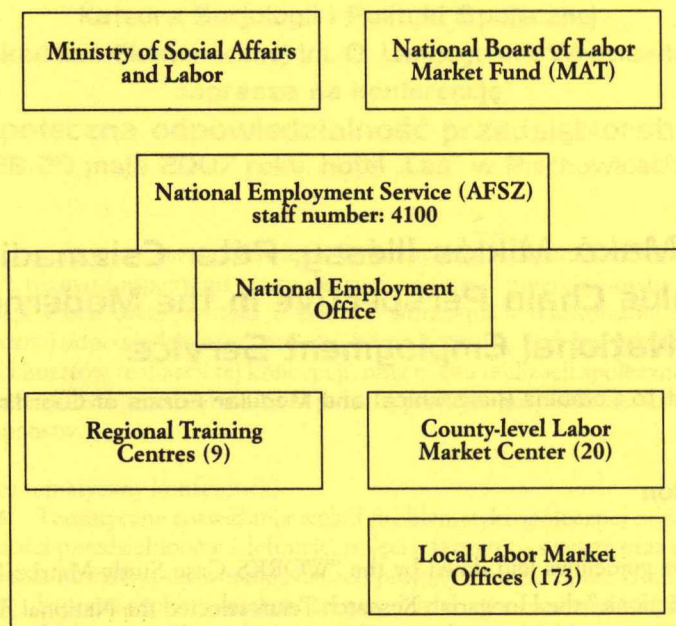 Ministry of Social Affairs
and Labor
National Board of Labor
Market Fund (MAT)
National Employment Service (AFSZ)
staff number: 4100
National Employment
Office
Regional Training
Centres (9)
County-level Labor
Market Center (20)
Local Labor Market
Offices (173)